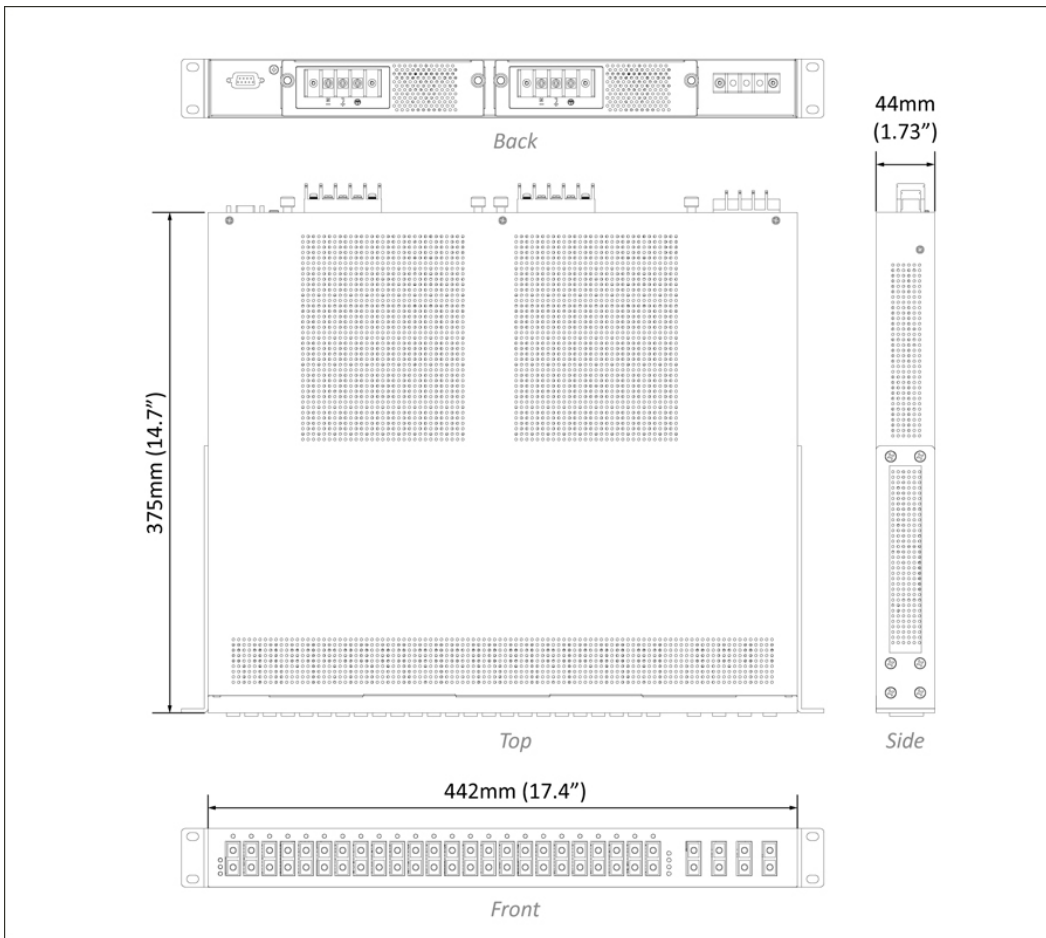 Back
44mm
(1.73”)
375mm (14.7”)
Top
Side
442mm (17.4”)
Front